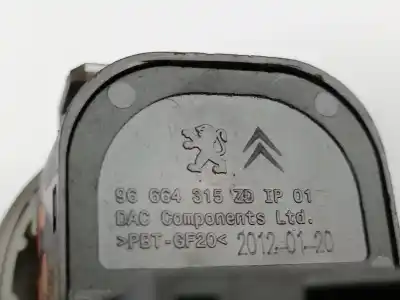 96 664 315 ZD IP 01
DAC Components Ltd.
>PBT-GF20< 2012-01-20